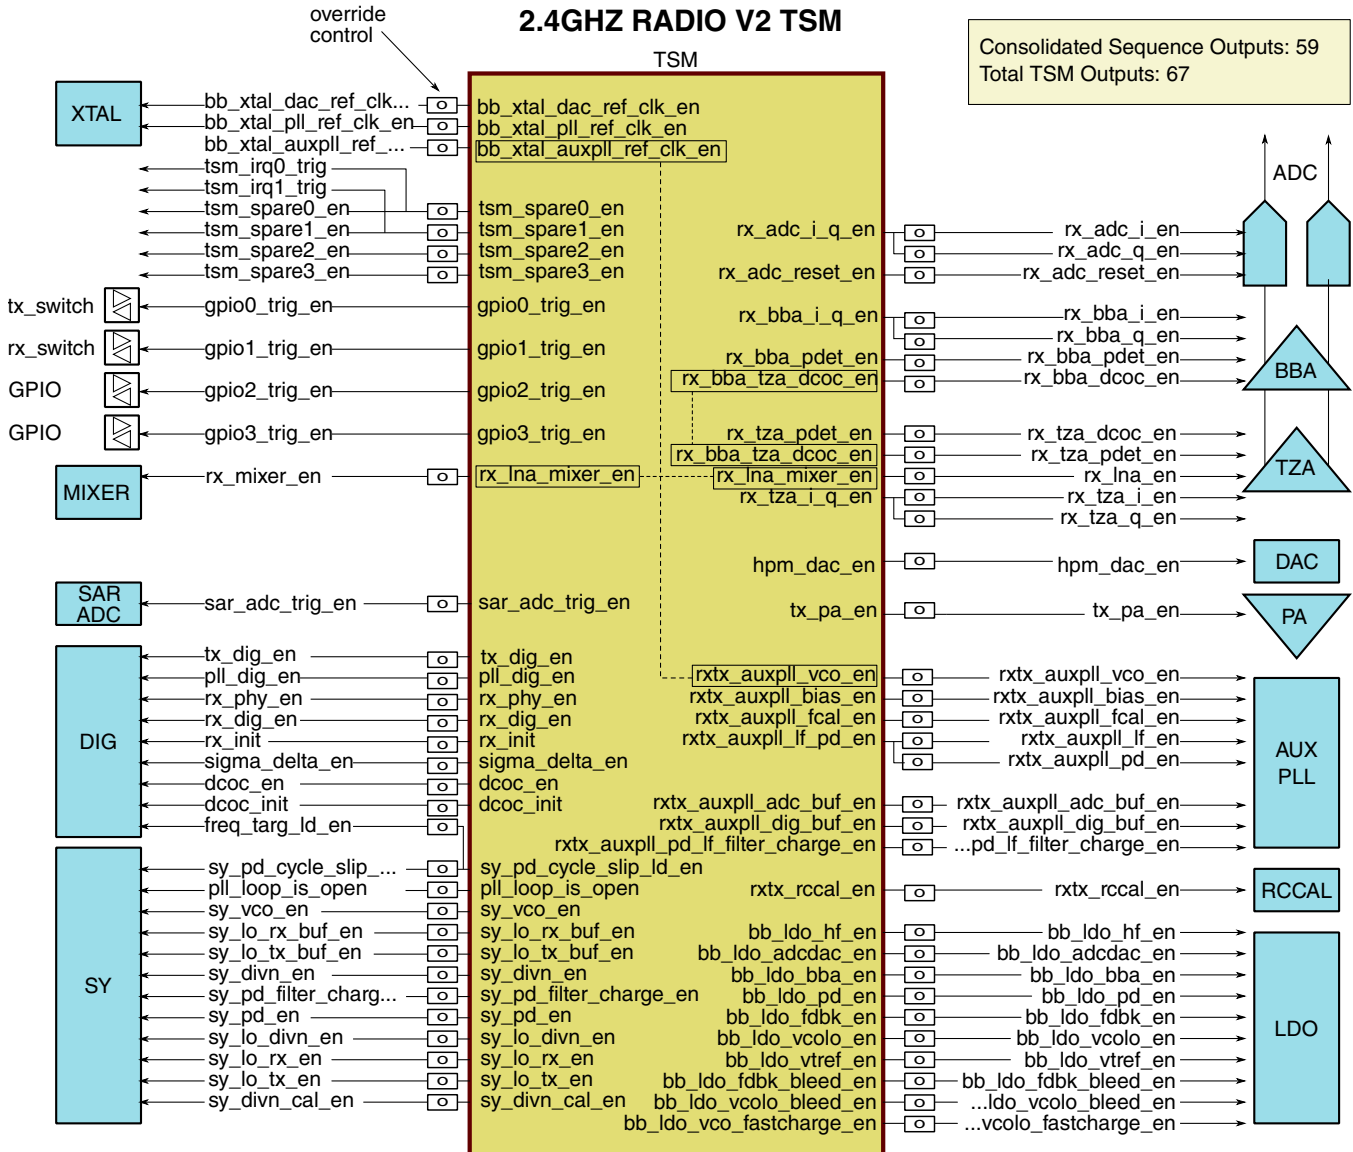 override
control
2.4GHZ RADIO V2 TSM
TSM
Consolidated Sequence Outputs: 59
Total TSM Outputs: 67
XTAL
bb_xtal_dac_ref_clk...
bb_xtal_pll_ref_clk_en
bb_xtal_auxpll_ref_...
tsm_irq0_trig
tsm_irq1_trig
tsm_spare0_en
tsm_spare1_en
tsm_spare2_en
tsm_spare3_en
tx_switch
gpio0_trig_en
rx_switch
gpio1_trig_en
GPIO
gpio2_trig_en
GPIO
gpio3_trig_en
MIXER
rx_mixer_en
SAR
ADC
sar_adc_trig_en
DIG
tx_dig_en
pll_dig_en
rx_phy_en
rx_dig_en
rx_init
sigma_delta_en
dcoc_en
dcoc_init
freq_targ_ld_en
SY
sy_pd_cycle_slip_...
pll_loop_is_open
sy_vco_en
sy_lo_rx_buf_en
sy_lo_tx_buf_en
sy_divn_en
sy_pd_filter_charg...
sy_pd_en
sy_lo_divn_en
sy_lo_rx_en
sy_lo_tx_en
sy_divn_cal_en
bb_xtal_dac_ref_clk_en
bb_xtal_pll_ref_clk_en
bb_xtal_auxpll_ref_clk_en
tsm_spare0_en
tsm_spare1_en
tsm_spare2_en
tsm_spare3_en
gpio0_trig_en
gpio1_trig_en
gpio2_trig_en
gpio3_trig_en
rx_lna_mixer_en
sar_adc_trig_en
tx_dig_en
pll_dig_en
rx_phy_en
rx_dig_en
rx_init
sigma_delta_en
dcoc_en
dcoc_init
sy_pd_cycle_slip_ld_en
pll_loop_is_open
sy_vco_en
sy_lo_rx_buf_en
sy_lo_tx_buf_en
sy_divn_en
sy_pd_filter_charge_en
sy_pd_en
sy_lo_divn_en
sy_lo_rx_en
sy_lo_tx_en
sy_divn_cal_en
rx_adc_i_q_en
rx_adc_reset_en
rx_bba_i_q_en
rx_bba_pdet_en
rx_bba_tza_dcoc_en
rx_tza_pdet_en
rx_bba_tza_dcoc_en
rx_lna_mixer_en
rx_tza_i_q_en
hpm_dac_en
tx_pa_en
rxtx_auxpll_vco_en
rxtx_auxpll_bias_en
rxtx_auxpll_fcal_en
rxtx_auxpll_lf_pd_en
rxtx_auxpll_adc_buf_en
rxtx_auxpll_dig_buf_en
rxtx_auxpll_pd_lf_filter_charge_en
rxtx_rccal_en
bb_ldo_hf_en
bb_ldo_adcdac_en
bb_ldo_bba_en
bb_ldo_pd_en
bb_ldo_fdbk_en
bb_ldo_vcolo_en
bb_ldo_vtref_en
bb_ldo_fdbk_bleed_en
bb_ldo_vcolo_bleed_en
bb_ldo_vco_fastcharge_en
ADC
rx_adc_i_en
rx_adc_q_en
rx_adc_reset_en
rx_bba_i_en
rx_bba_q_en
rx_bba_pdet_en
rx_bba_dcoc_en
BBA
rx_tza_dcoc_en
rx_tza_pdet_en
rx_lna_en
rx_tza_i_en
rx_tza_q_en
TZA
hpm_dac_en
DAC
tx_pa_en
PA
rxtx_auxpll_vco_en
rxtx_auxpll_bias_en
rxtx_auxpll_fcal_en
rxtx_auxpll_lf_en
rxtx_auxpll_pd_en
rxtx_auxpll_adc_buf_en
rxtx_auxpll_dig_buf_en
...pd_lf_filter_charge_en
AUX
PLL
rxtx_rccal_en
RCCAL
bb_ldo_hf_en
bb_ldo_adcdac_en
bb_ldo_bba_en
bb_ldo_pd_en
bb_ldo_fdbk_en
bb_ldo_vcolo_en
bb_ldo_vtref_en
bb_ldo_fdbk_bleed_en
...ldo_vcolo_bleed_en
...vcolo_fastcharge_en
LDO